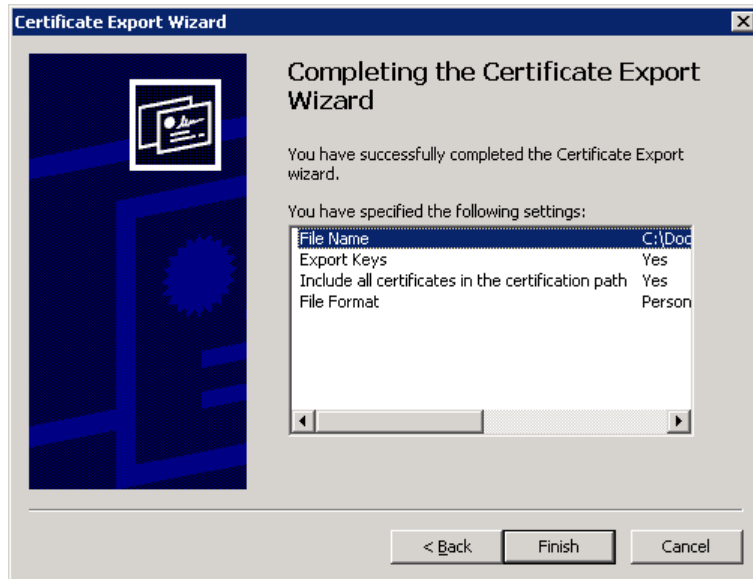 Certificate Export Wizard
Completing the Certificate Export
Wizard
You have successfully completed the Certificate Export
wizard.
You have specified the following settings:
File Name C:\Doc
Export Keys Yes
Include all certificates in the certification path Yes
File Format Person
< Back Finish Cancel